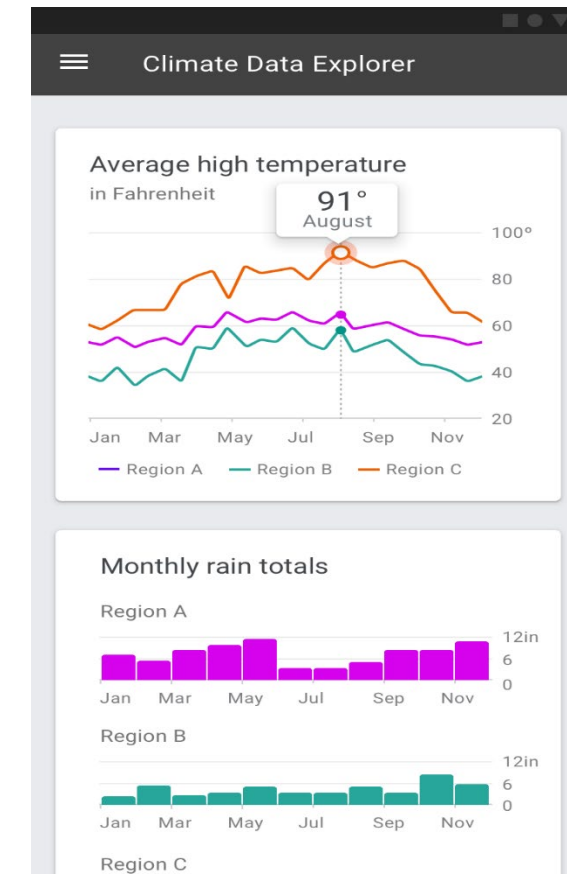 Climate Data Explorer
Average high temperature
in Fahrenheit
91°
August
100°
80
60
40
20
Jan Mar May Jul Sep Nov
Region A Region B Region C
Monthly rain totals
Region A
12in
6
0
Jan Mar May Jul Sep Nov
Region B
12in
6
0
Jan Mar May Jul Sep Nov
Region C